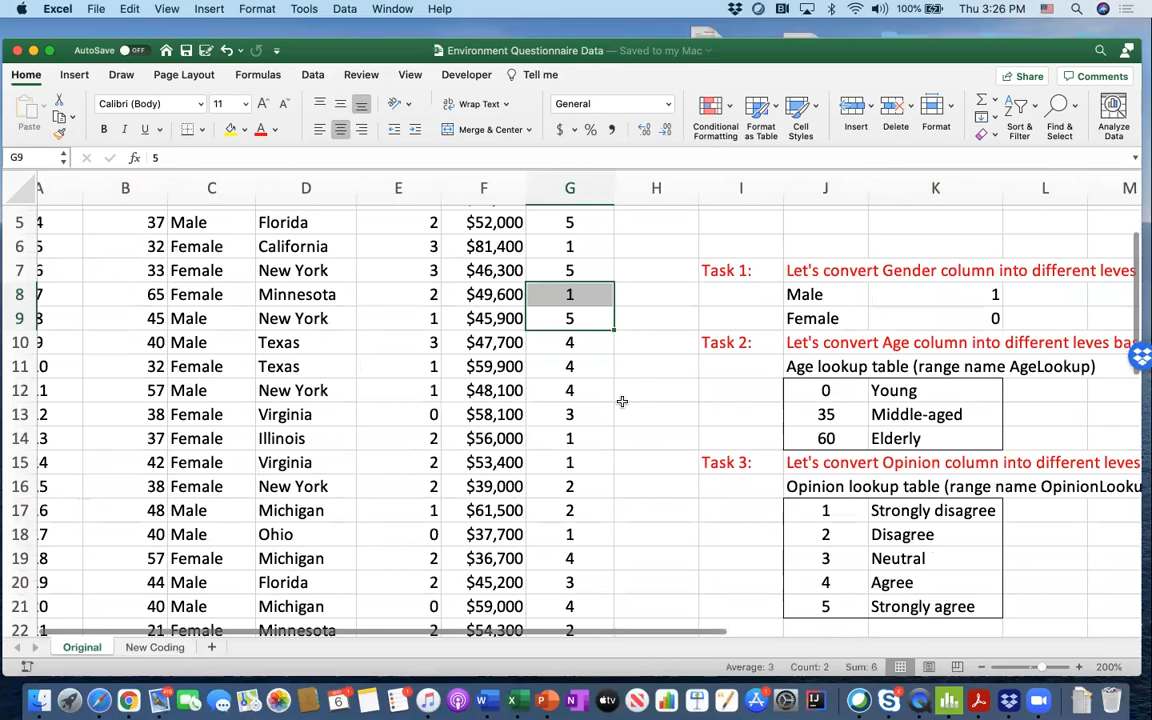 Excel File Edit View Insert Format Tools Data Window Help 100% Thu 3:26 PM
AutoSave OFF Environment Questionnaire Data — Saved to my Mac
Home Insert Draw Page Layout Formulas Data Review View Developer Tell me Share Comments
Paste Calibri (Body) 11 A A Wrap Text General Conditional Formatting Format as Table Cell Styles Insert Delete Format Sort & Filter Find & Select Analyze Data
B I U A Merge & Center $ % 9
G9 fx 5
A B C D E F G H I J K L M
5 4 37 Male Florida 2 $52,000 5
6 5 32 Female California 3 $81,400 1
7 6 33 Female New York 3 $46,300 5 Task 1: Let's convert Gender column into different leves
8 7 65 Female Minnesota 2 $49,600 1 Male 1
9 8 45 Male New York 1 $45,900 5 Female 0
10 9 40 Male Texas 3 $47,700 4 Task 2: Let's convert Age column into different leves ba
11 0 32 Female Texas 1 $59,900 4 Age lookup table (range name AgeLookup)
12 1 57 Male New York 1 $48,100 4 0 Young
13 2 38 Female Virginia 0 $58,100 3 35 Middle-aged
14 3 37 Female Illinois 2 $56,000 1 60 Elderly
15 4 42 Female Virginia 2 $53,400 1 Task 3: Let's convert Opinion column into different leves
16 5 38 Female New York 2 $39,000 2 Opinion lookup table (range name OpinionLooku
17 6 48 Male Michigan 1 $61,500 2 1 Strongly disagree
18 7 40 Male Ohio 0 $37,700 1 2 Disagree
19 8 57 Female Michigan 2 $36,700 4 3 Neutral
20 9 44 Male Florida 2 $45,200 3 4 Agree
21 0 40 Male Michigan 0 $59,000 4 5 Strongly agree
22 1 21 Female Minnesota 2 $54,300 2
Original New Coding +
Average: 3 Count: 2 Sum: 6 200%